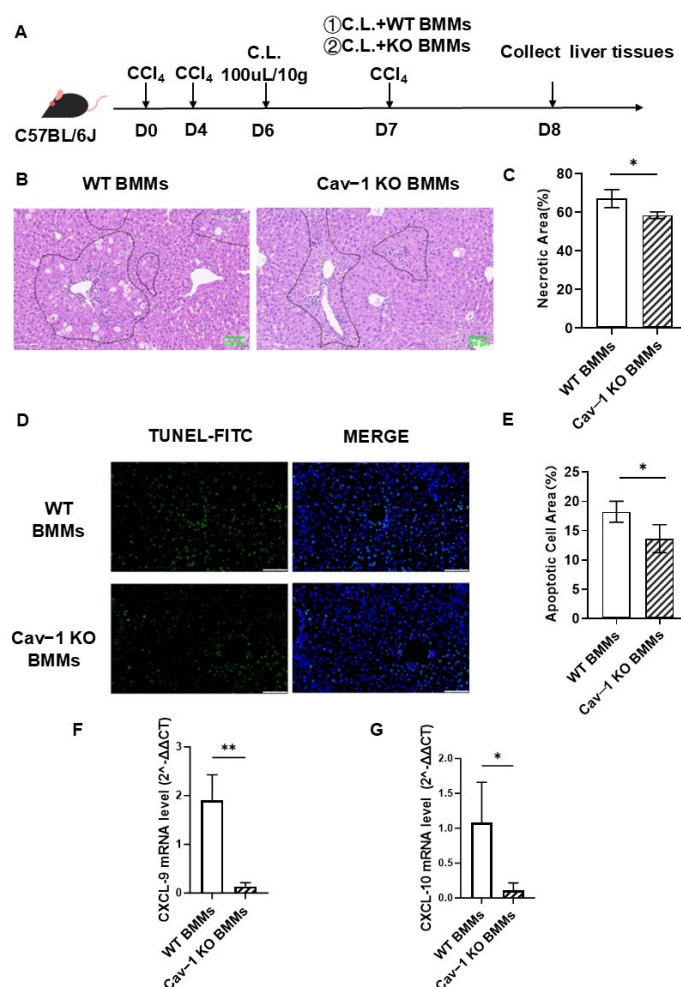 A
①C.L.+WT BMMs
②C.L.+KO BMMs
C.L.
100uL/10g
CCl₄
CCl₄
CCl₄
Collect liver tissues
C57BL/6J
D0
D4
D6
D7
D8
B
WT BMMs
Cav−1 KO BMMs
C
Necrotic Area(%)
80
60
40
20
0
*
WT BMMs
Cav−1 KO BMMs
D
TUNEL-FITC
MERGE
WT
BMMs
Cav−1 KO
BMMs
E
Apoptotic Cell Area(%)
25
20
15
10
5
0
*
WT BMMs
Cav−1 KO BMMs
F
CXCL-9 mRNA level (2^-ΔΔCT)
3
2
1
0
**
WT BMMs
Cav−1 KO BMMs
G
CXCL-10 mRNA level (2^-ΔΔCT)
2.0
1.5
1.0
0.5
0.0
*
WT BMMs
Cav−1 KO BMMs